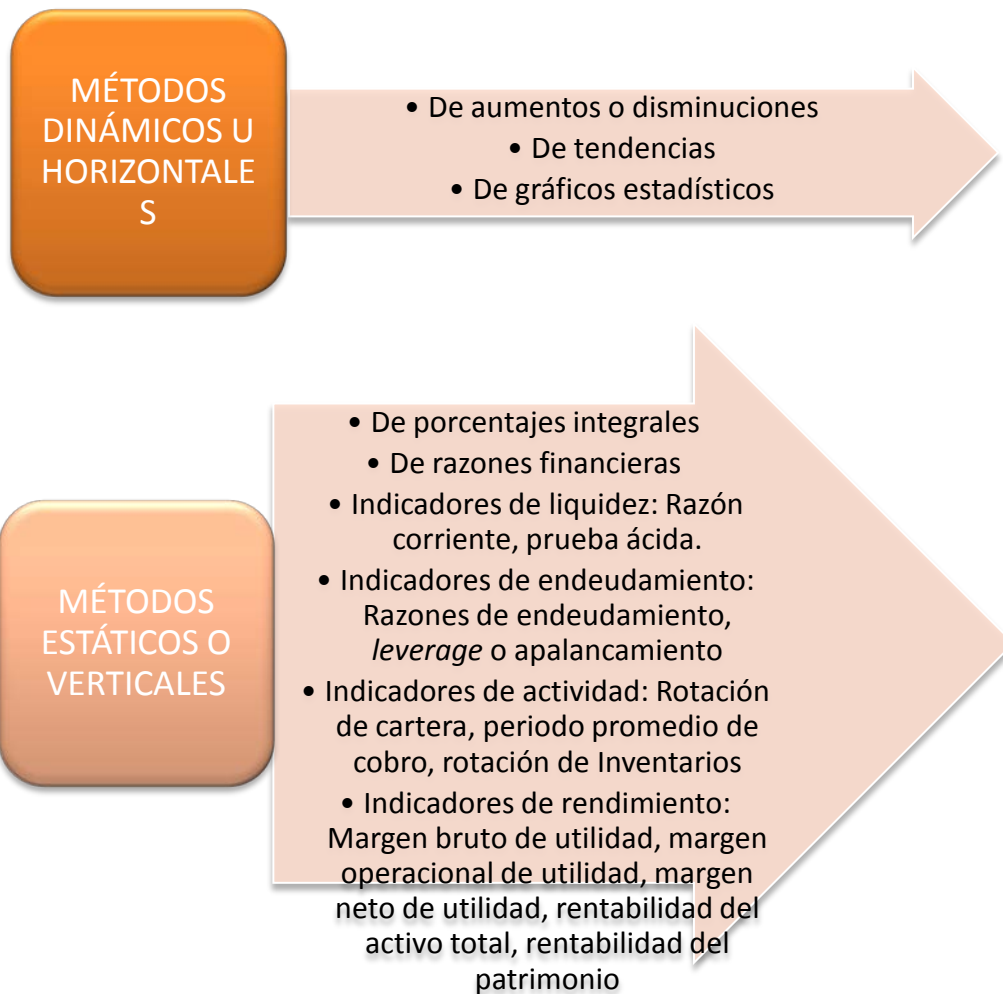 MÉTODOS
DINÁMICOS U
HORIZONTALE
S
• De aumentos o disminuciones
• De tendencias
• De gráficos estadísticos
MÉTODOS
ESTÁTICOS O
VERTICALES
• De porcentajes integrales
• De razones financieras
• Indicadores de liquidez: Razón
corriente, prueba ácida.
• Indicadores de endeudamiento:
Razones de endeudamiento,
leverage o apalancamiento
• Indicadores de actividad: Rotación
de cartera, periodo promedio de
cobro, rotación de Inventarios
• Indicadores de rendimiento:
Margen bruto de utilidad, margen
operacional de utilidad, margen
neto de utilidad, rentabilidad del
activo total, rentabilidad del
patrimonio